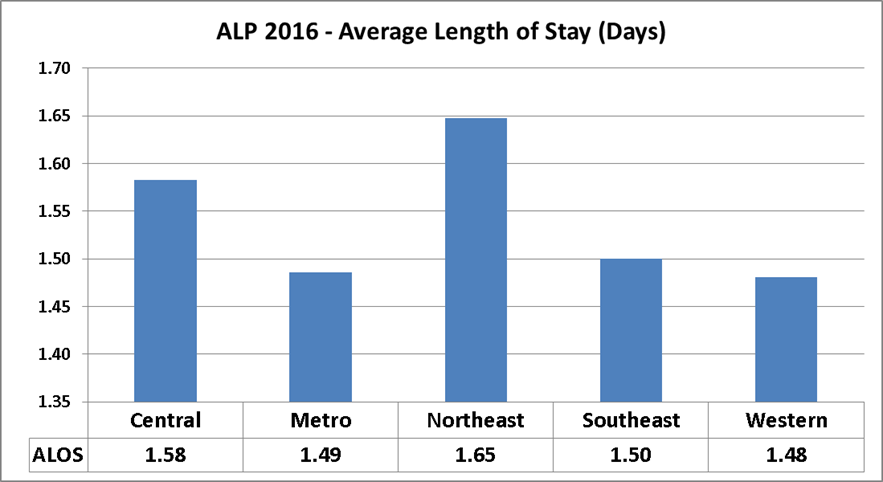 ALP 2016 - Average Length of Stay (Days)
1.70
1.65
1.60
1.55
1.50
1.45
1.40
1.35
Central Metro Northeast Southeast Western
ALOS 1.58 1.49 1.65 1.50 1.48